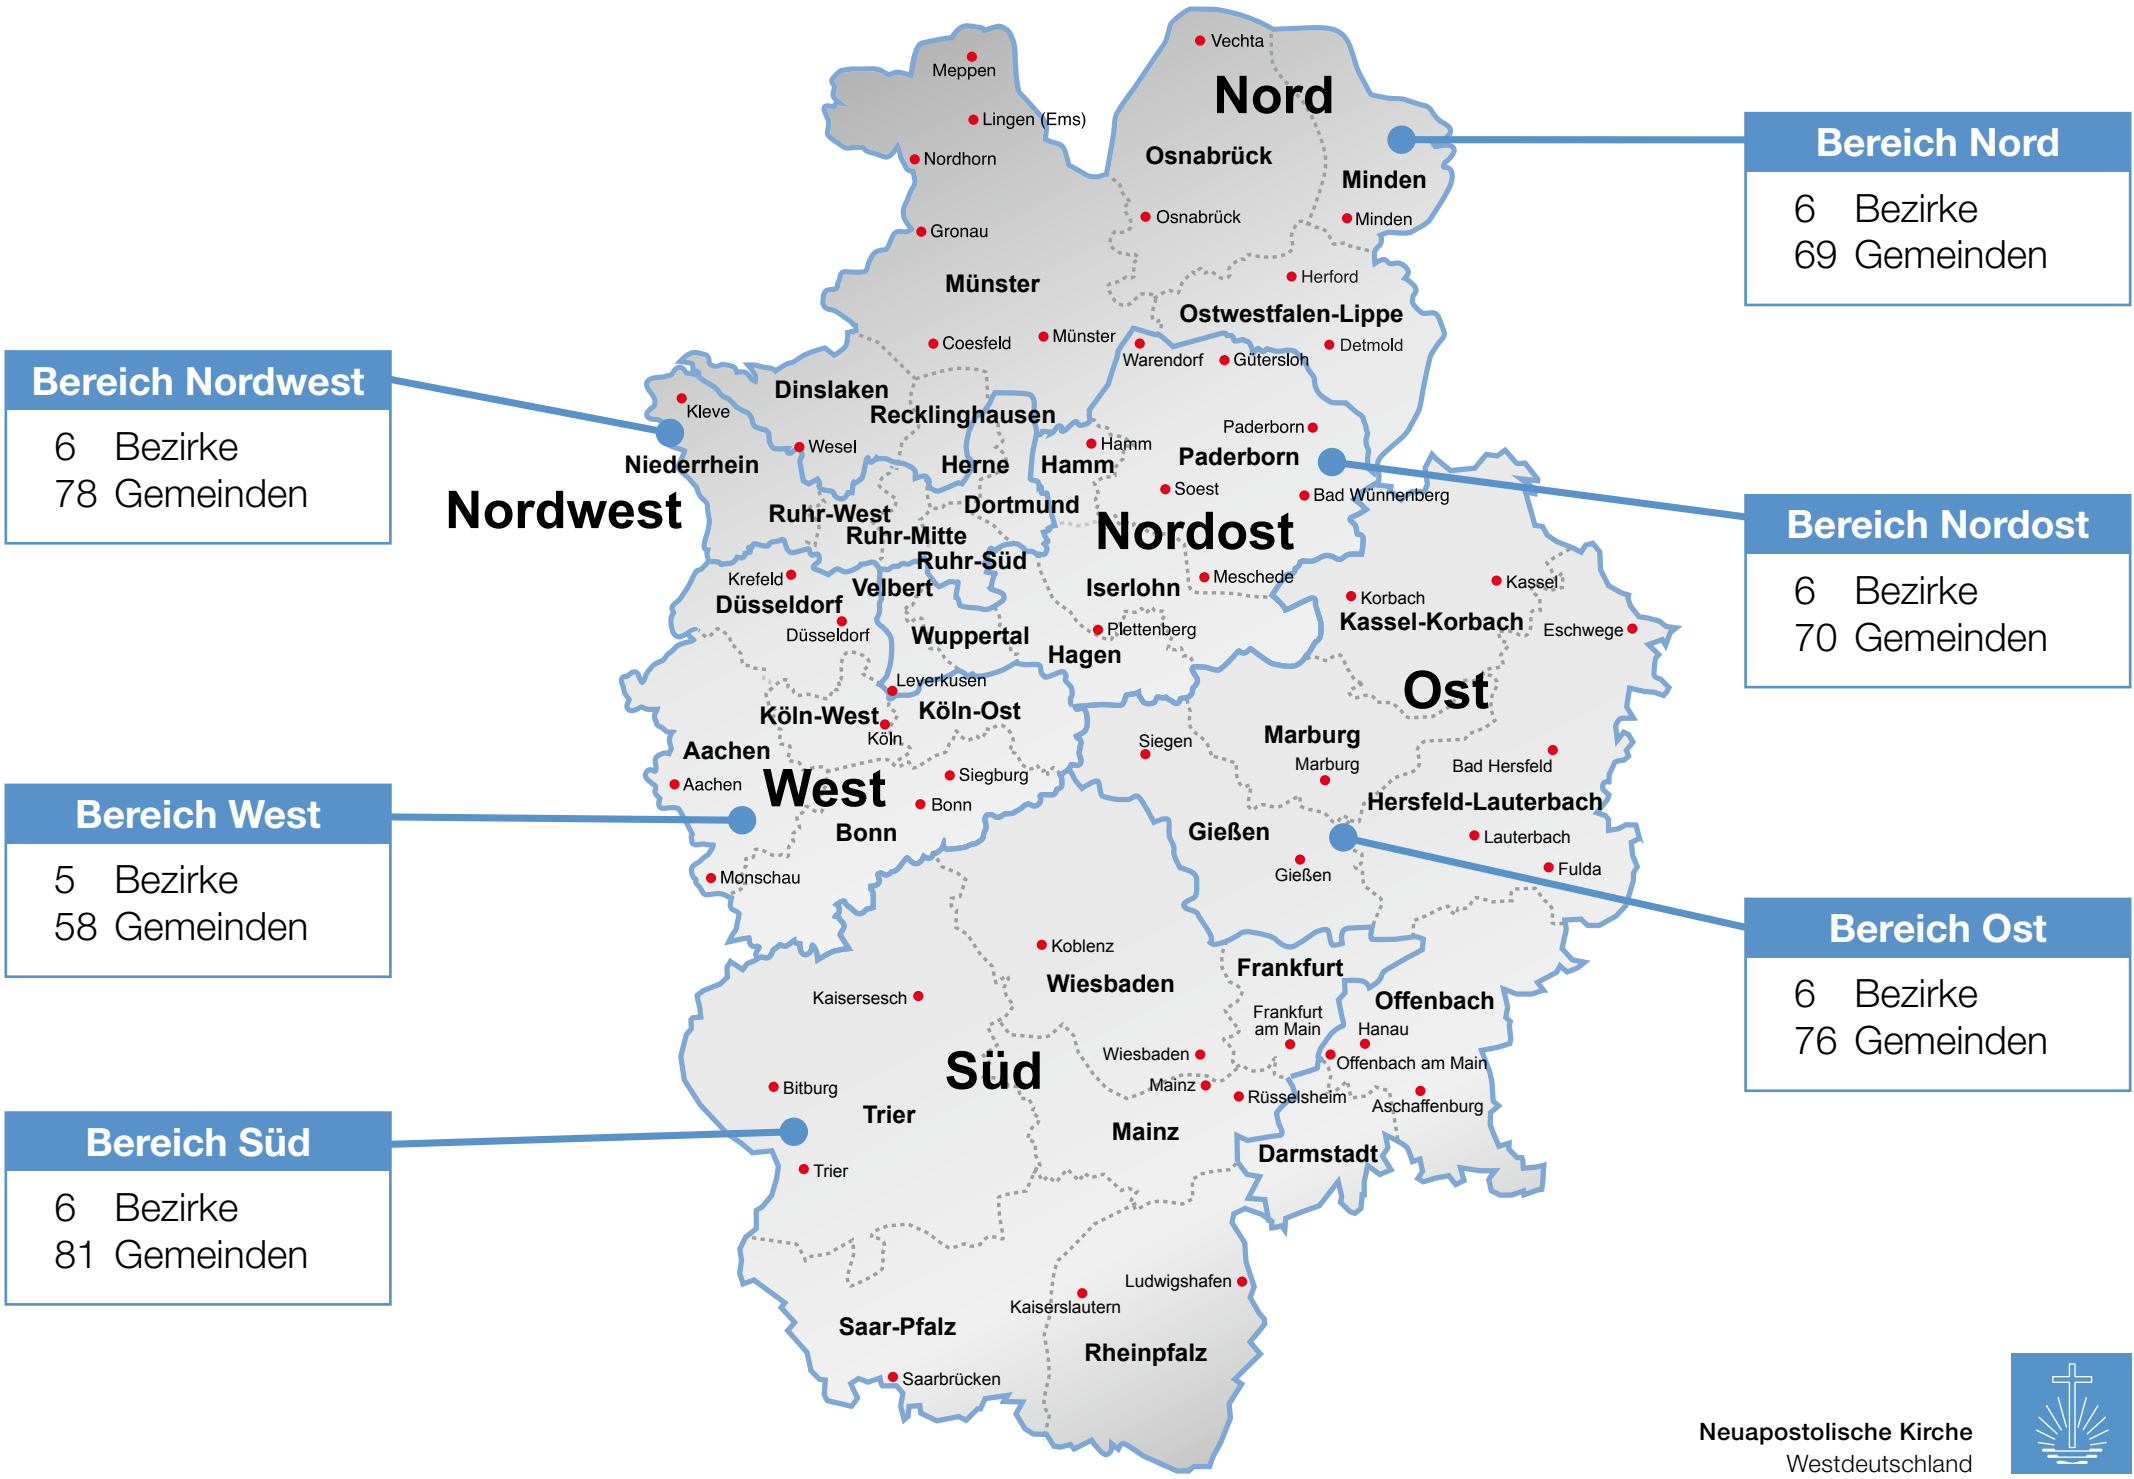 Vechta
Meppen
Nord
Lingen (Ems)
Bereich Nord
6 Bezirke
69 Gemeinden
Nordhorn
Osnabrück
Minden
Osnabrück
Minden
Gronau
Herford
Münster
Ostwestfalen-Lippe
Münster
Coesfeld
Detmold
Warendorf
Gütersloh
Bereich Nordwest
6 Bezirke
78 Gemeinden
Dinslaken
Kleve
Recklinghausen
Paderborn
Wesel
Hamm
Niederrhein
Herne
Hamm
Paderborn
Soest
Bad Wünnenberg
Nordwest
Dortmund
Ruhr-West
Nordost
Ruhr-Mitte
Ruhr-Süd
Bereich Nordost
6 Bezirke
70 Gemeinden
Krefeld
Velbert
Iserlohn
Meschede
Kassel
Düsseldorf
Korbach
Düsseldorf
Wuppertal
Plettenberg
Kassel-Korbach
Eschwege
Hagen
Leverkusen
Ost
Köln-West
Köln-Ost
Köln
Siegen
Marburg
Marburg
Aachen
Aachen
Bad Hersfeld
West
Siegburg
Bonn
Hersfeld-Lauterbach
Bereich West
5 Bezirke
58 Gemeinden
Bonn
Gießen
Lauterbach
Monschau
Gießen
Fulda
Bereich Ost
6 Bezirke
76 Gemeinden
Koblenz
Frankfurt
Wiesbaden
Kaisersesch
Offenbach
Frankfurt
am Main
Hanau
Wiesbaden
Offenbach am Main
Süd
Mainz
Bitburg
Rüsselsheim
Aschaffenburg
Trier
Mainz
Darmstadt
Bereich Süd
6 Bezirke
81 Gemeinden
Trier
Ludwigshafen
Kaiserslautern
Saar-Pfalz
Rheinpfalz
Saarbrücken
Neuapostolische Kirche
Westdeutschland